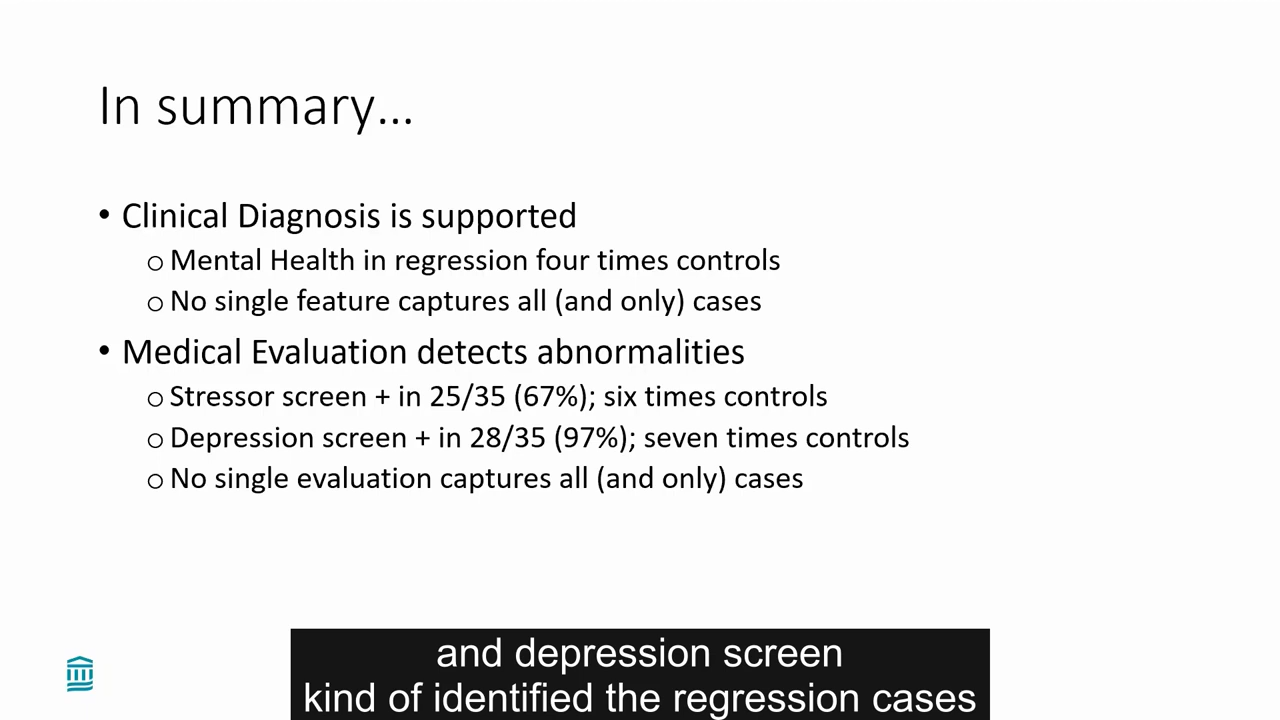 In summary...
• Clinical Diagnosis is supported
o Mental Health in regression four times controls
o No single feature captures all (and only) cases
• Medical Evaluation detects abnormalities
o Stressor screen + in 25/35 (67%); six times controls
o Depression screen + in 28/35 (97%); seven times controls
o No single evaluation captures all (and only) cases
and depression screen
kind of identified the regression cases